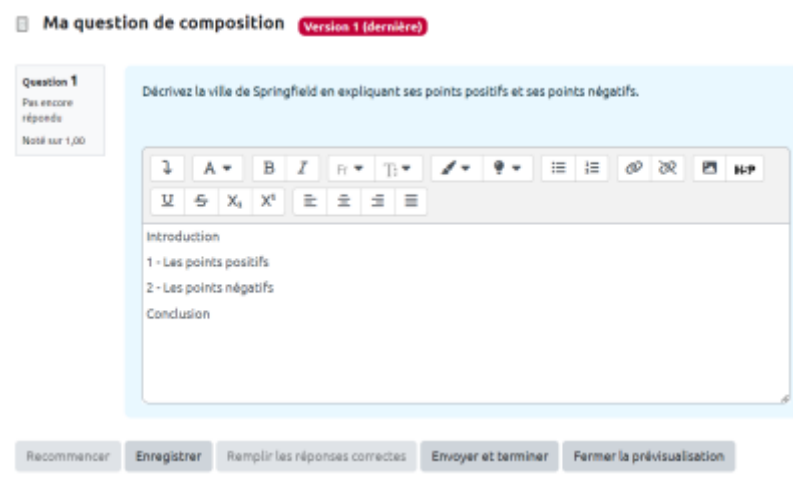 Ma question de composition Version 1 (dernière)
Question 1
Pas encore
répondu
Noté sur 1,00
Décrivez la ville de Springfield en expliquant ses points positifs et ses points négatifs.
A B I Fr T
H5P
U S X₂ X²
Introduction
1 - Les points positifs
2 - Les points négatifs
Conclusion
Recommencer Enregistrer Remplir les réponses correctes Envoyer et terminer Fermer la prévisualisation